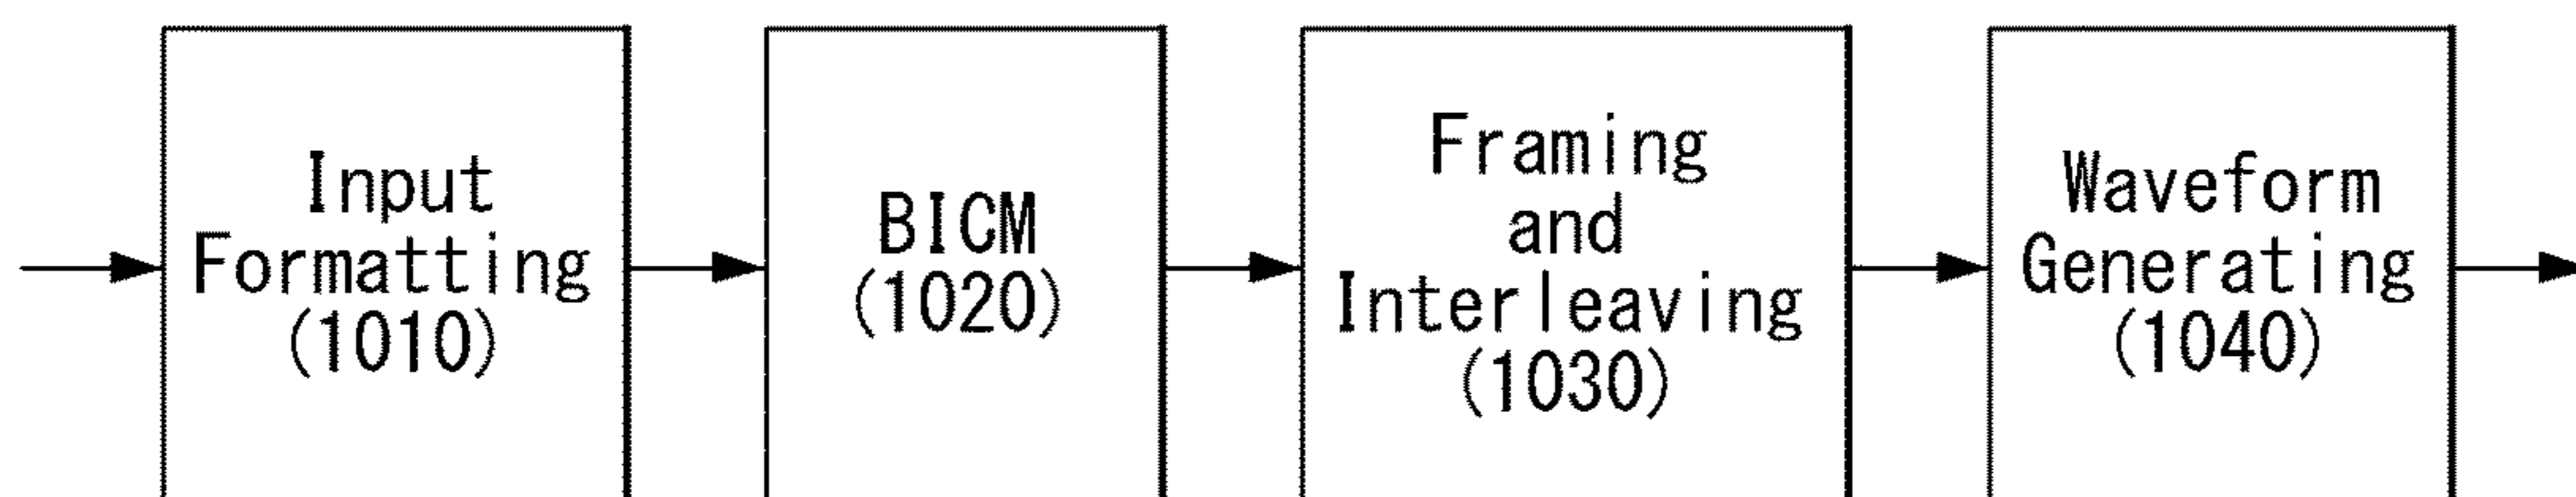 Input
Formatting
(1010)
BICM
(1020)
Framing
and
Interleaving
(1030)
Waveform
Generating
(1040)